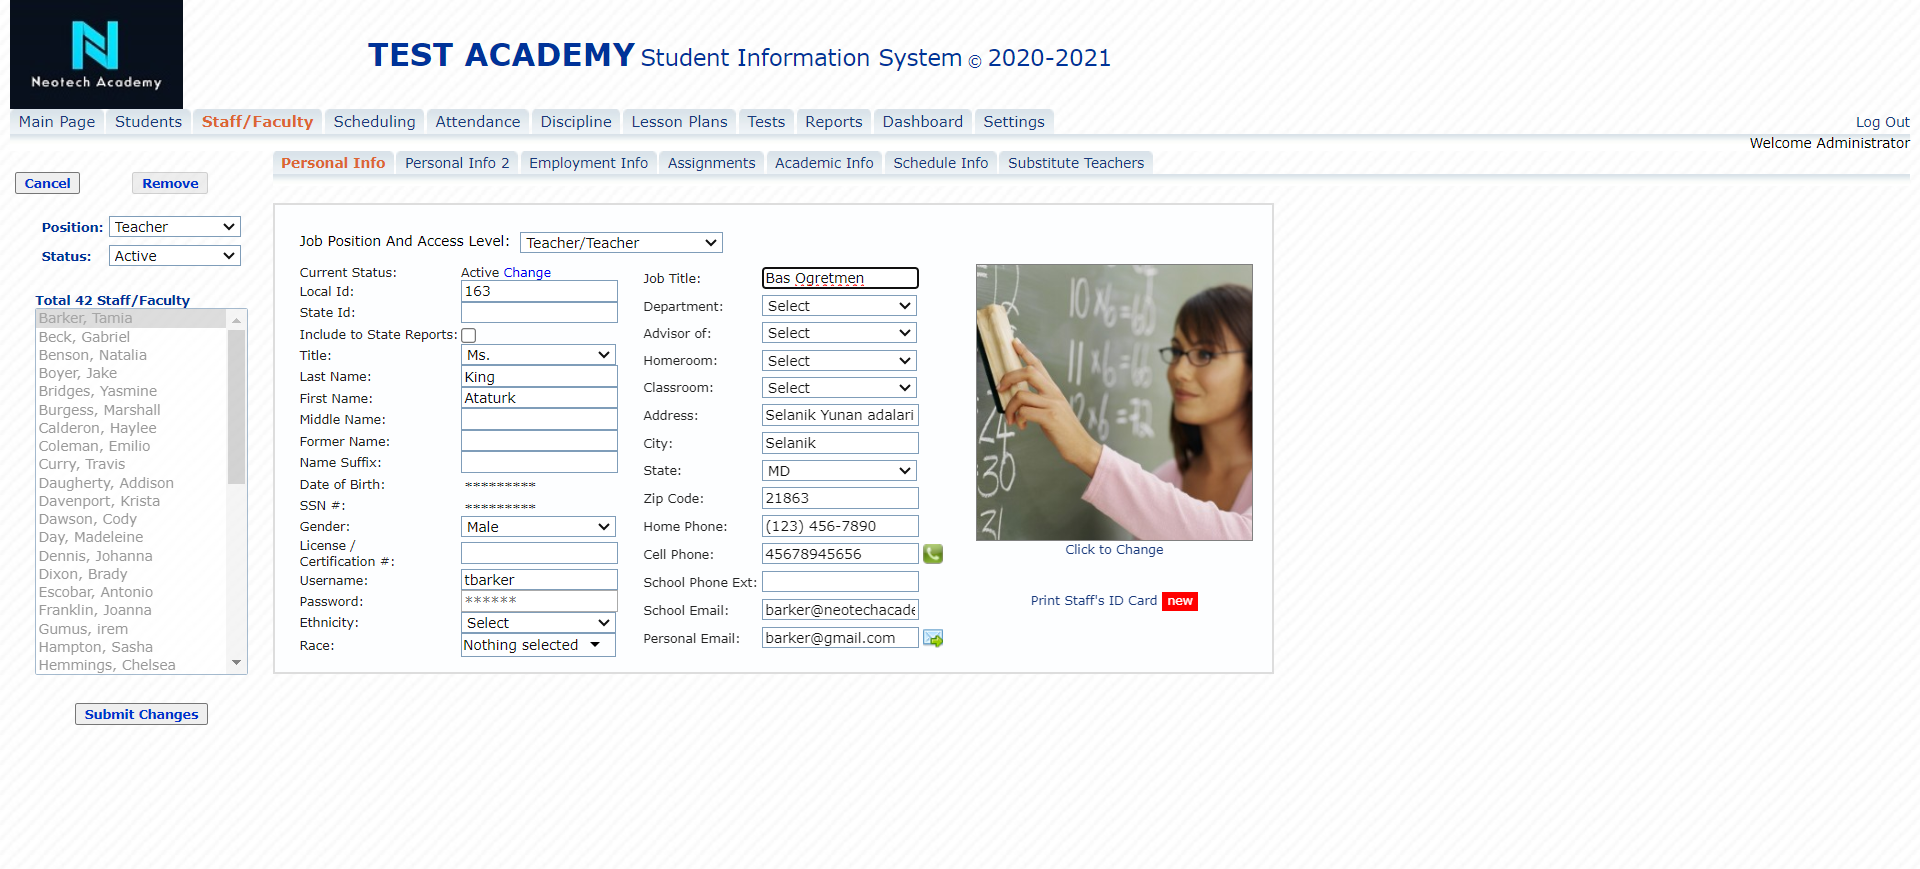 Neotech Academy
TEST ACADEMY Student Information System © 2020-2021
Main Page Students Staff/Faculty Scheduling Attendance Discipline Lesson Plans Tests Reports Dashboard Settings
Log Out
Welcome Administrator
Personal Info Personal Info 2 Employment Info Assignments Academic Info Schedule Info Substitute Teachers
Cancel Remove
Position: Teacher
Status: Active
Total 42 Staff/Faculty
Barker, Tamia
Beck, Gabriel
Benson, Natalia
Boyer, Jake
Bridges, Yasmine
Burgess, Marshall
Calderon, Haylee
Coleman, Emilio
Curry, Travis
Daugherty, Addison
Davenport, Krista
Dawson, Cody
Day, Madeleine
Dennis, Johanna
Dixon, Brady
Escobar, Antonio
Franklin, Joanna
Gumus, irem
Hampton, Sasha
Hemmings, Chelsea
Submit Changes
Job Position And Access Level: Teacher/Teacher
Current Status: Active Change
Local Id: 163
State Id:
Include to State Reports:
Title: Ms.
Last Name: King
First Name: Ataturk
Middle Name:
Former Name:
Name Suffix:
Date of Birth: *********
SSN #: *********
Gender: Male
License /
Certification #:
Username: tbarker
Password: ******
Ethnicity: Select
Race: Nothing selected
Job Title: Bas Ogretmen
Department: Select
Advisor of: Select
Homeroom: Select
Classroom: Select
Address: Selanik Yunan adalari
City: Selanik
State: MD
Zip Code: 21863
Home Phone: (123) 456-7890
Cell Phone: 45678945656
School Phone Ext:
School Email: barker@neotechacade
Personal Email: barker@gmail.com
10 x 6 = 60
11 x 6 = 66
12 x 6 = 72
24
30
31
Click to Change
Print Staff's ID Card new